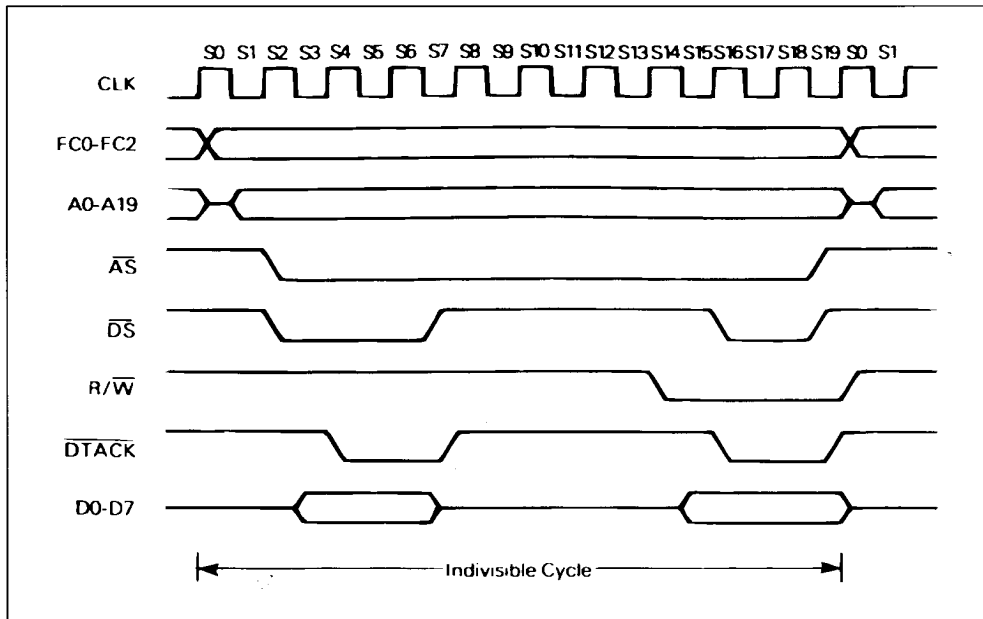 S0 S1 S2 S3 S4 S5 S6 S7 S8 S9 S10 S11 S12 S13 S14 S15 S16 S17 S18 S19 S0 S1
CLK
FC0-FC2
A0-A19
AS
DS
R/W
DTACK
D0-D7
Indivisible Cycle